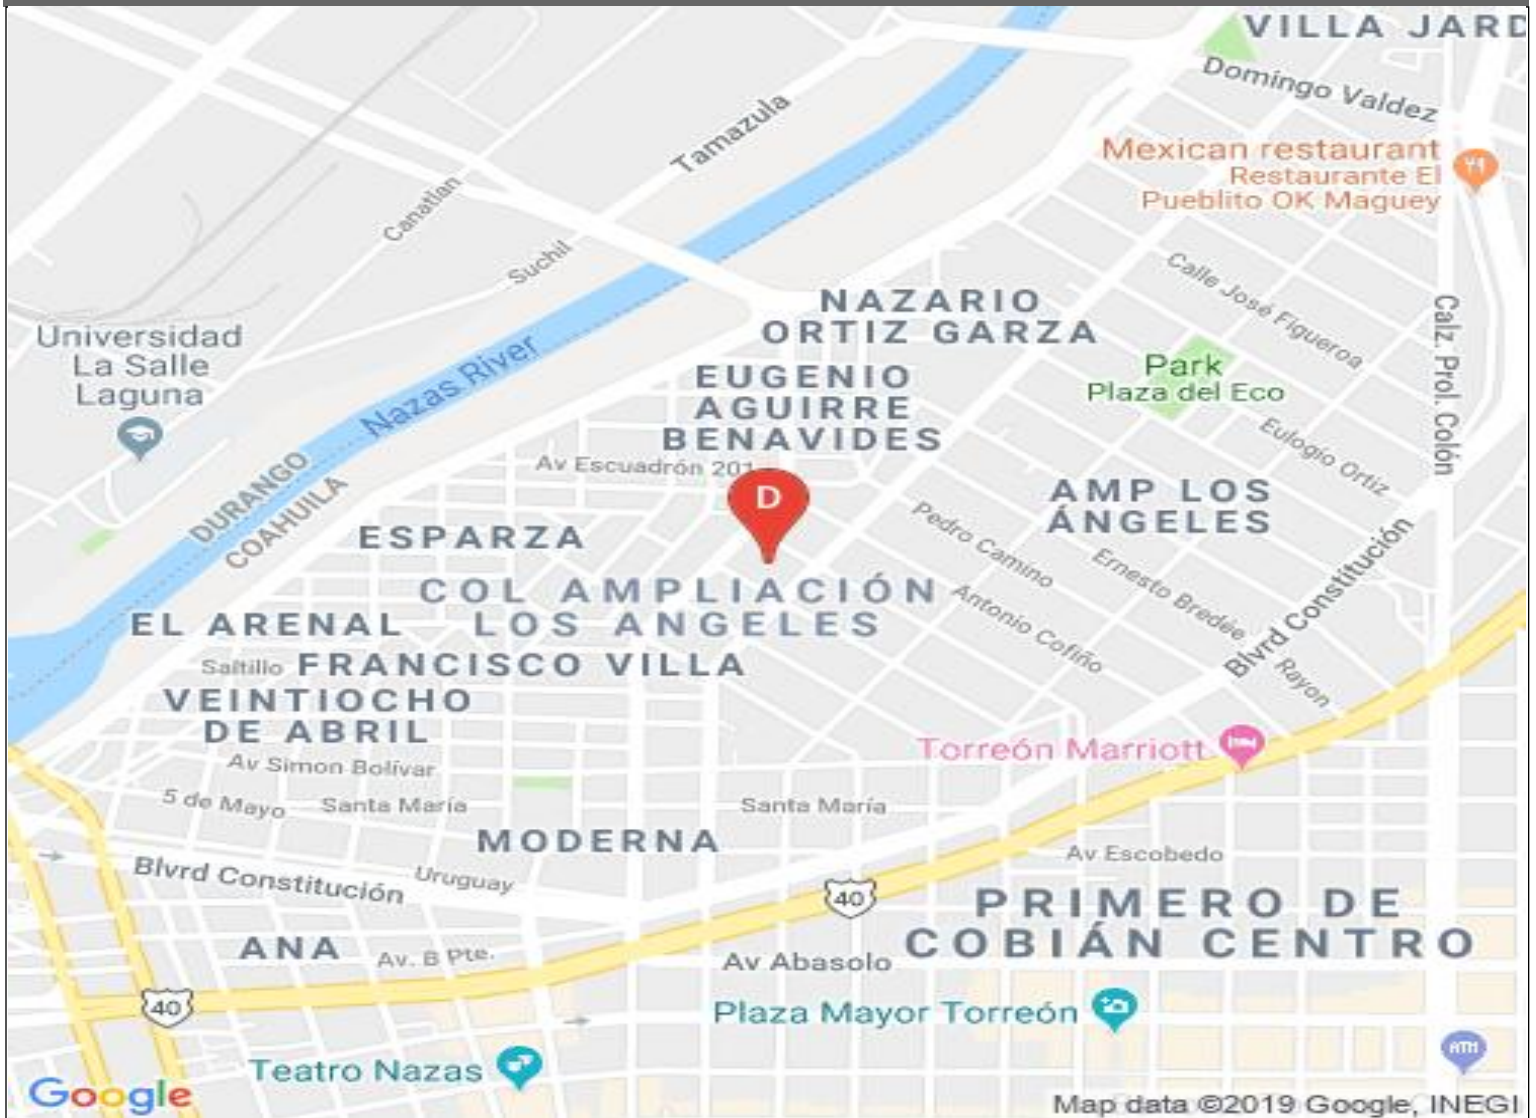 VILLA JARD
Domingo Valdez
Tamazula
Mexican restaurant
Restaurante El
Pueblito OK Maguey
Canatlan
Suchil
Calle José Figueroa
NAZARIO
ORTIZ GARZA
Calz. Prol. Colón
Universidad
La Salle
Laguna
Nazas River
Park
Plaza del Eco
EUGENIO
AGUIRRE
BENAVIDES
Eulogio Ortiz
Av Escuadrón 201
DURANGO
COAHUILA
D
AMP LOS
ÁNGELES
ESPARZA
Pedro Camino
Ernesto Bredée
Blvrd Constitución
COL AMPLIACIÓN
LOS ANGELES
Antonio Cofiño
EL ARENAL
Saltillo
FRANCISCO VILLA
Rayon
VEINTIOCHO
DE ABRIL
Torreón Marriott
Av Simon Bolívar
5 de Mayo
Santa María
Santa María
MODERNA
Av Escobedo
Blvrd Constitución
Uruguay
40
PRIMERO DE
COBIÁN CENTRO
ANA
Av. B Pte.
Av Abasolo
40
Plaza Mayor Torreón
Teatro Nazas
ATM
Google
Map data ©2019 Google, INEGI